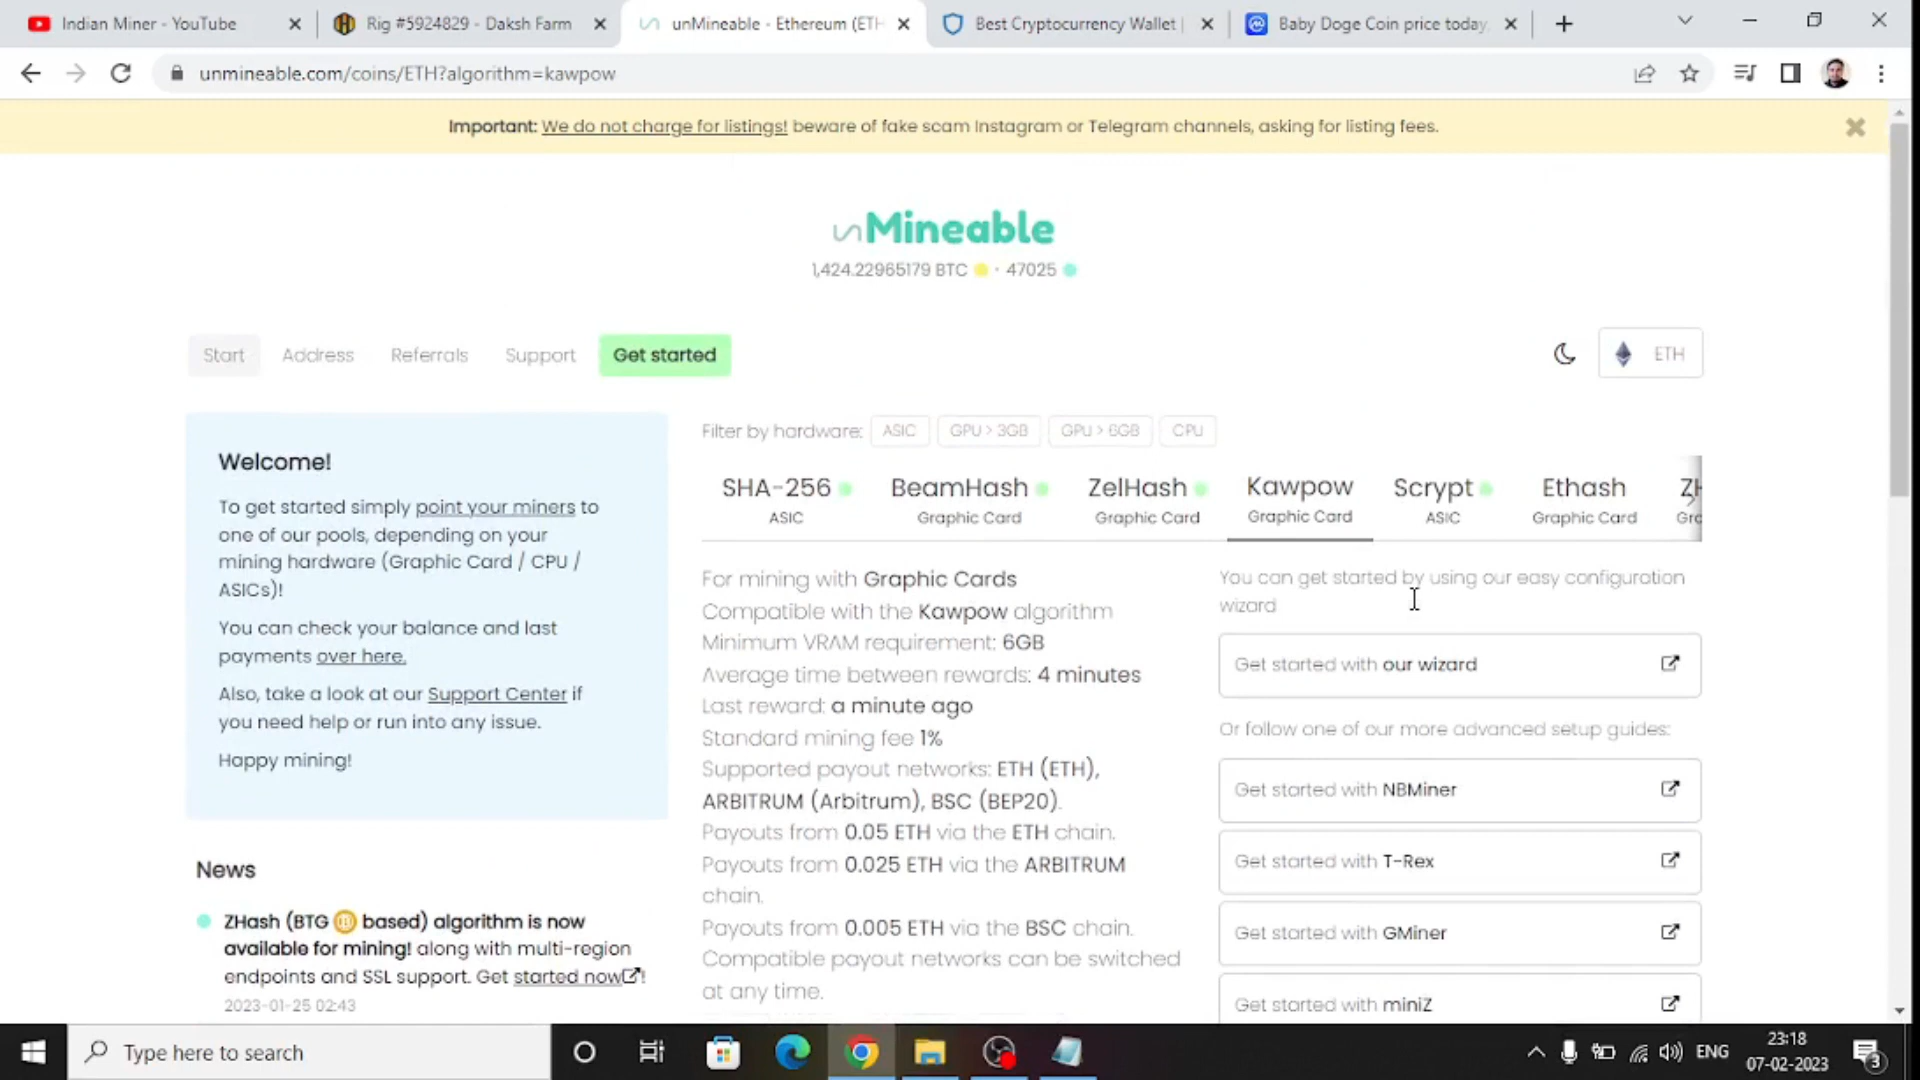 Indian Miner - YouTube
Rig #5924829 - Daksh Farm
unMineable - Ethereum (ETH
Best Cryptocurrency Wallet |
Baby Doge Coin price today,
unmineable.com/coins/ETH?algorithm=kawpow
Important: We do not charge for listings! beware of fake scam Instagram or Telegram channels, asking for listing fees.
unMineable
1,424.22965179 BTC · 47025
Start
Address
Referrals
Support
Get started
ETH
Filter by hardware:
ASIC
GPU > 3GB
GPU > 6GB
CPU
SHA-256
ASIC
BeamHash
Graphic Card
ZelHash
Graphic Card
Kawpow
Graphic Card
Scrypt
ASIC
Ethash
Graphic Card
ZH
Gra
Welcome!
To get started simply point your miners to
one of our pools, depending on your
mining hardware (Graphic Card / CPU /
ASICs)!
You can check your balance and last
payments over here.
Also, take a look at our Support Center if
you need help or run into any issue.
Happy mining!
News
ZHash (BTG based) algorithm is now
available for mining! along with multi-region
endpoints and SSL support. Get started now!
2023-01-25 02:43
For mining with Graphic Cards
Compatible with the Kawpow algorithm
Minimum VRAM requirement: 6GB
Average time between rewards: 4 minutes
Last reward: a minute ago
Standard mining fee 1%
Supported payout networks: ETH (ETH),
ARBITRUM (Arbitrum), BSC (BEP20).
Payouts from 0.05 ETH via the ETH chain.
Payouts from 0.025 ETH via the ARBITRUM
chain.
Payouts from 0.005 ETH via the BSC chain.
Compatible payout networks can be switched
at any time.
You can get started by using our easy configuration
wizard
Get started with our wizard
Or follow one of our more advanced setup guides:
Get started with NBMiner
Get started with T-Rex
Get started with GMiner
Get started with miniZ
Type here to search
ENG
23:18
07-02-2023
3